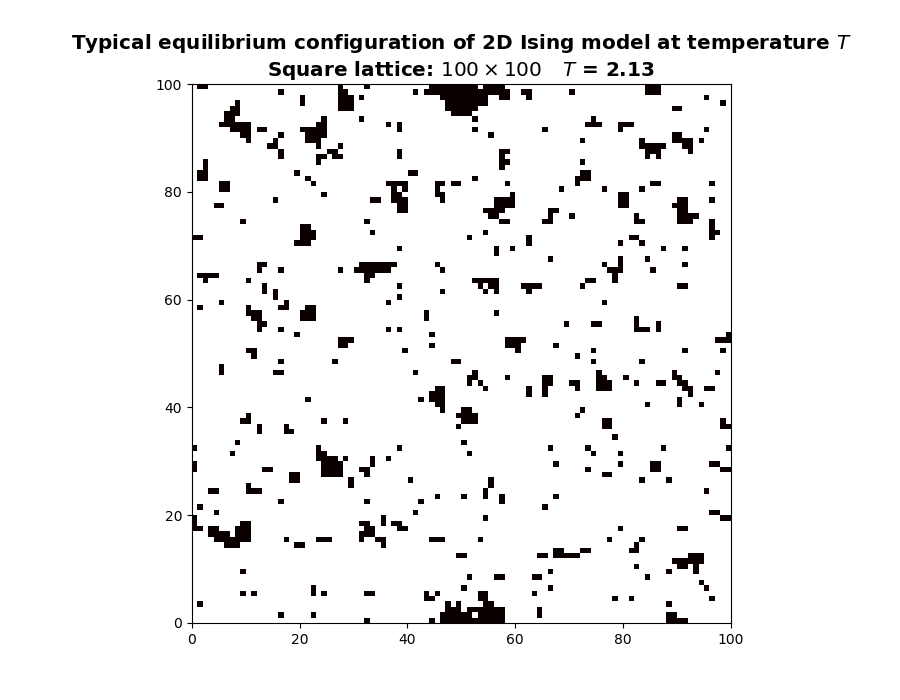 Typical equilibrium configuration of 2D Ising model at temperature T
Square lattice: 100 × 100 T = 2.13
100
80
60
40
20
0
0 20 40 60 80 100